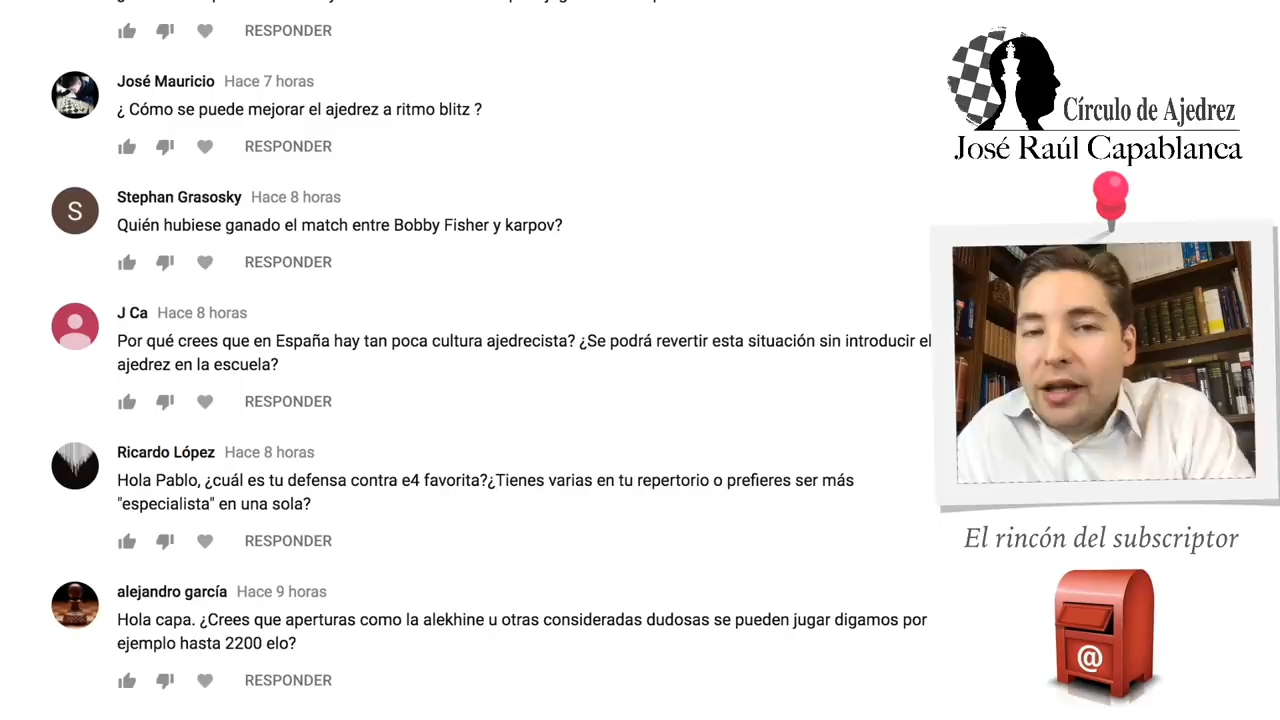 RESPONDER
José Mauricio Hace 7 horas
¿ Cómo se puede mejorar el ajedrez a ritmo blitz ?
RESPONDER
S
Stephan Grasosky Hace 8 horas
Quién hubiese ganado el match entre Bobby Fisher y karpov?
RESPONDER
J Ca Hace 8 horas
Por qué crees que en España hay tan poca cultura ajedrecista? ¿Se podrá revertir esta situación sin introducir el
ajedrez en la escuela?
RESPONDER
Ricardo López Hace 8 horas
Hola Pablo, ¿cuál es tu defensa contra e4 favorita?¿Tienes varias en tu repertorio o prefieres ser más
"especialista" en una sola?
RESPONDER
alejandro garcía Hace 9 horas
Hola capa. ¿Crees que aperturas como la alekhine u otras consideradas dudosas se pueden jugar digamos por
ejemplo hasta 2200 elo?
RESPONDER
Círculo de Ajedrez
José Raúl Capablanca
El rincón del subscriptor
@